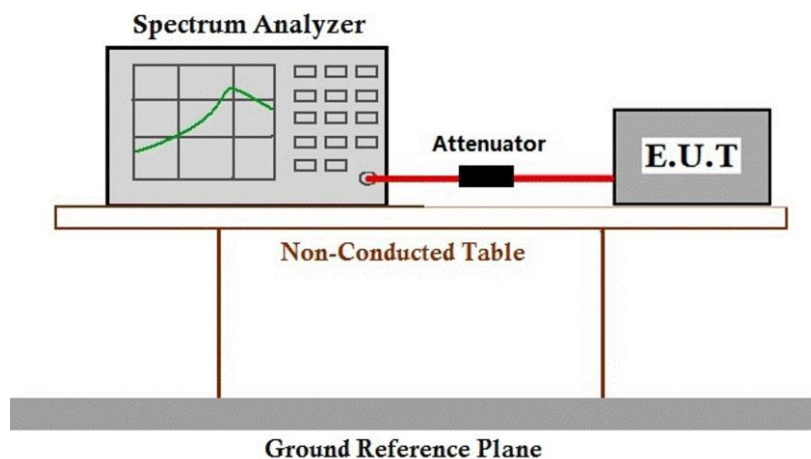 Spectrum Analyzer
Attenuator
E.U.T
Non-Conducted Table
Ground Reference Plane